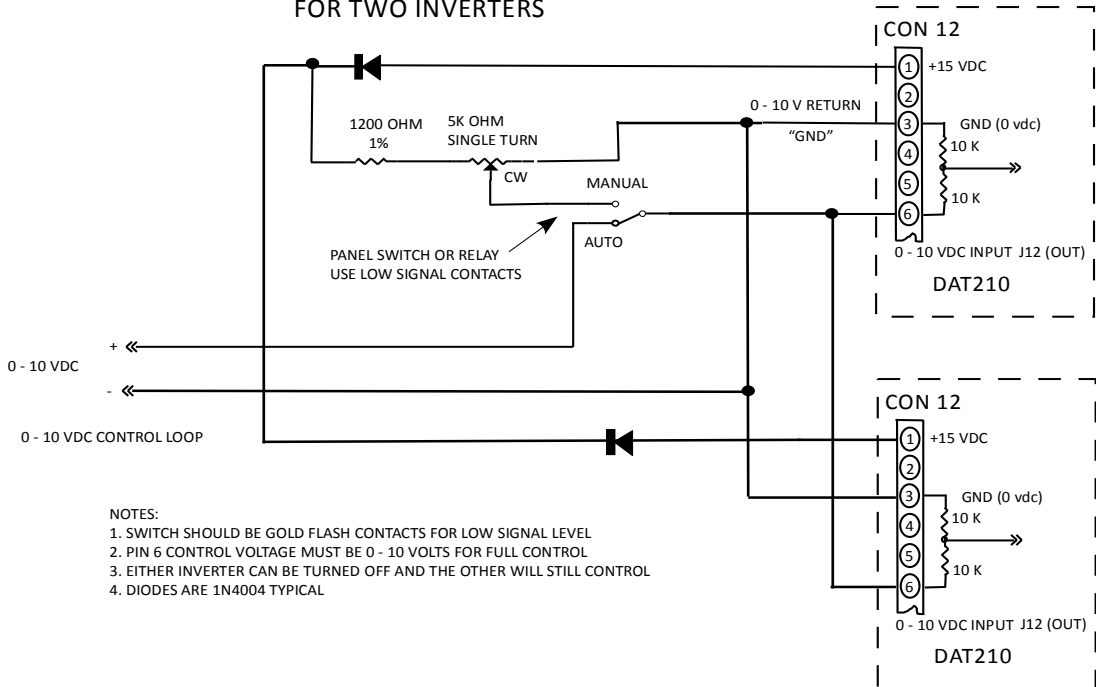 FOR TWO INVERTERS
CON 12
1 +15 VDC
2
0 - 10 V RETURN
3 GND (0 vdc)
"GND"
1200 OHM
1%
5K OHM
SINGLE TURN
10 K
4
CW
MANUAL
5
10 K
6
AUTO
PANEL SWITCH OR RELAY
USE LOW SIGNAL CONTACTS
0 - 10 VDC INPUT J12 (OUT)
DAT210
+
0 - 10 VDC
-
0 - 10 VDC CONTROL LOOP
CON 12
1 +15 VDC
2
3 GND (0 vdc)
10 K
4
5
10 K
6
0 - 10 VDC INPUT J12 (OUT)
DAT210
NOTES:
1. SWITCH SHOULD BE GOLD FLASH CONTACTS FOR LOW SIGNAL LEVEL
2. PIN 6 CONTROL VOLTAGE MUST BE 0 - 10 VOLTS FOR FULL CONTROL
3. EITHER INVERTER CAN BE TURNED OFF AND THE OTHER WILL STILL CONTROL
4. DIODES ARE 1N4004 TYPICAL